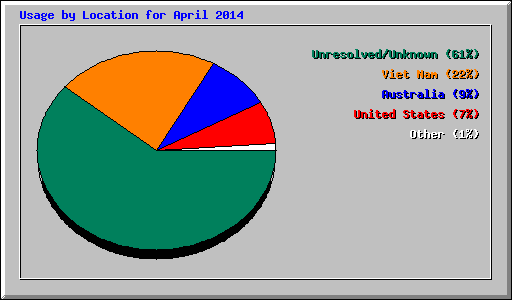 Usage by Location for April 2014
Unresolved/Unknown (61%)
Viet Nam (22%)
Australia (9%)
United States (7%)
Other (1%)